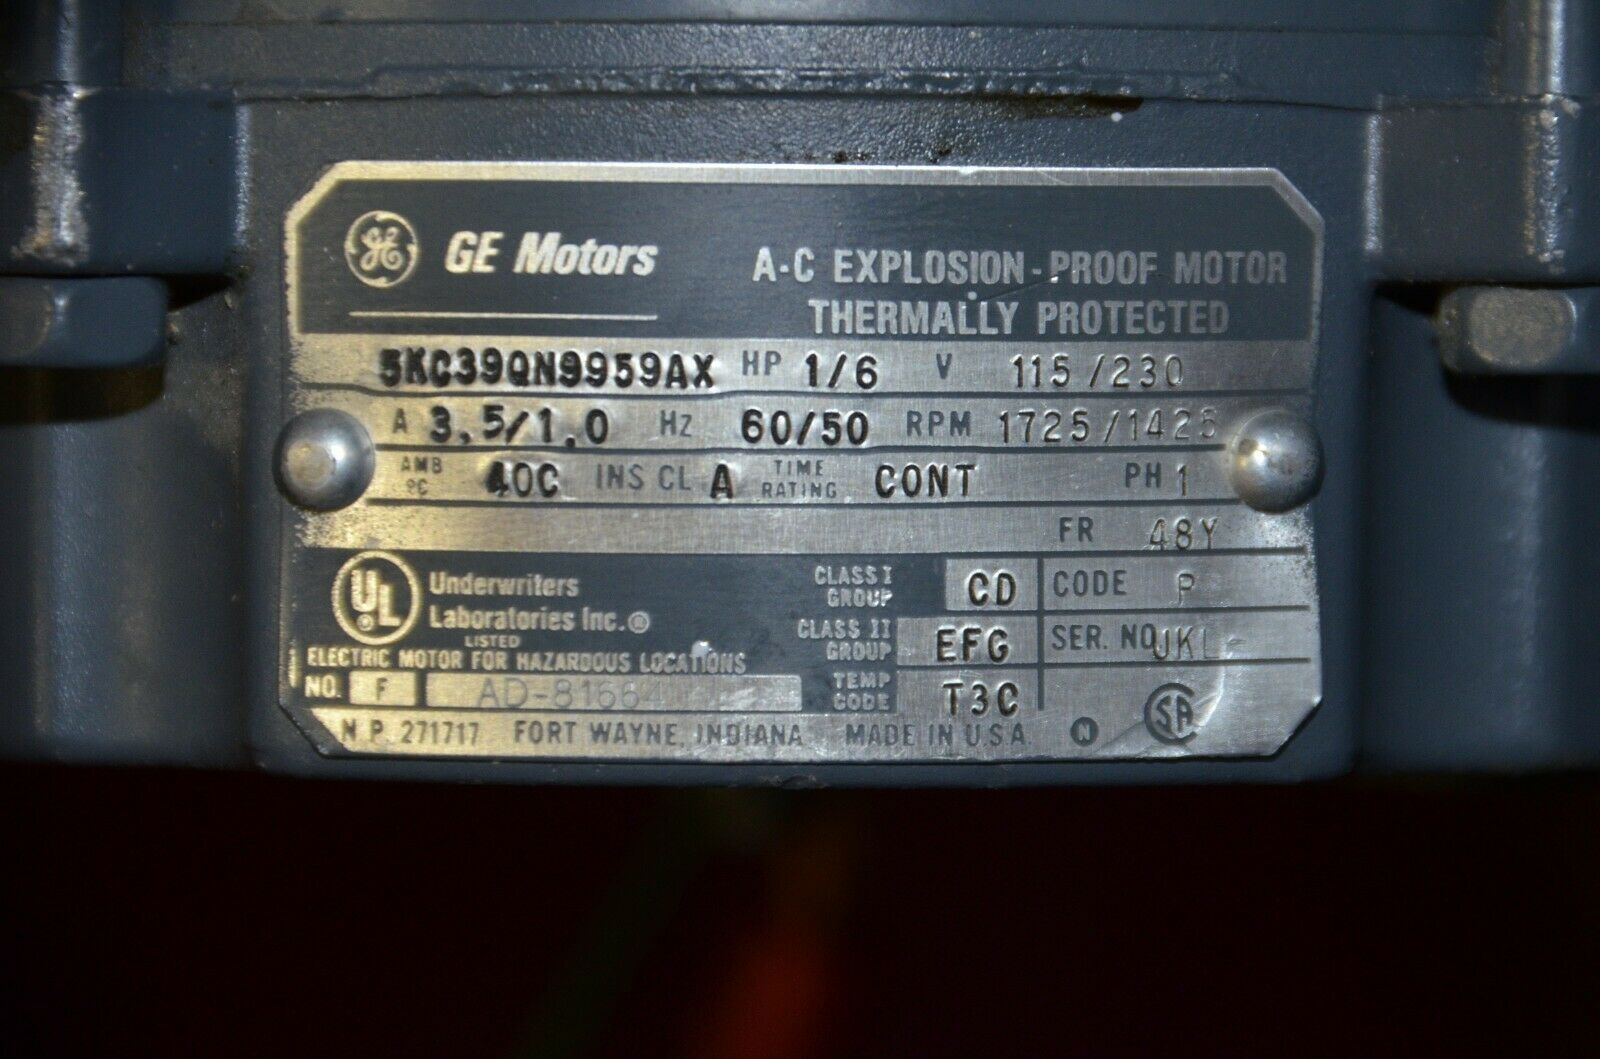 GE GE Motors
A-C EXPLOSION-PROOF MOTOR
THERMALLY PROTECTED
5KC39QN9959AX HP 1/6 V 115/230
A 3.5/1.0 Hz 60/50 RPM 1725/1425
AMB °C 40C INS CL A TIME RATING CONT PH 1
FR 48Y
UL ® Underwriters Laboratories Inc.®
LISTED
ELECTRIC MOTOR FOR HAZARDOUS LOCATIONS
NO. F AD-81664
CLASS I GROUP CD CODE P
CLASS II GROUP EFG SER. NO. UKL
TEMP CODE T3C
N.P. 271717 FORT WAYNE, INDIANA MADE IN U.S.A. N SA